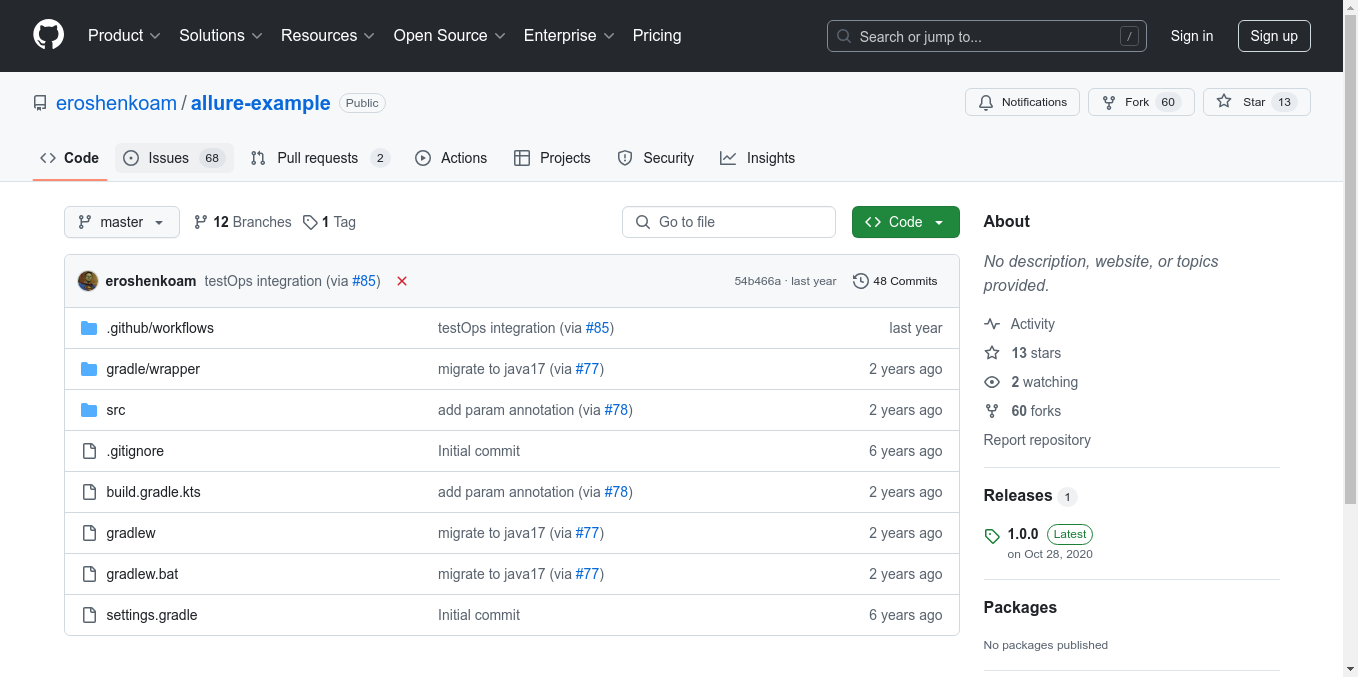 Product Solutions Resources Open Source Enterprise Pricing Search or jump to... / Sign in Sign up
eroshenkoam / allure-example Public Notifications Fork 60 Star 13
Code Issues 68 Pull requests 2 Actions Projects Security Insights
master 12 Branches 1 Tag Go to file Code
eroshenkoam testOps integration (via #85) 54b466a · last year 48 Commits
.github/workflows testOps integration (via #85) last year
gradle/wrapper migrate to java17 (via #77) 2 years ago
src add param annotation (via #78) 2 years ago
.gitignore Initial commit 6 years ago
build.gradle.kts add param annotation (via #78) 2 years ago
gradlew migrate to java17 (via #77) 2 years ago
gradlew.bat migrate to java17 (via #77) 2 years ago
settings.gradle Initial commit 6 years ago
About
No description, website, or topics
provided.
Activity
13 stars
2 watching
60 forks
Report repository
Releases 1
1.0.0 Latest
on Oct 28, 2020
Packages
No packages published